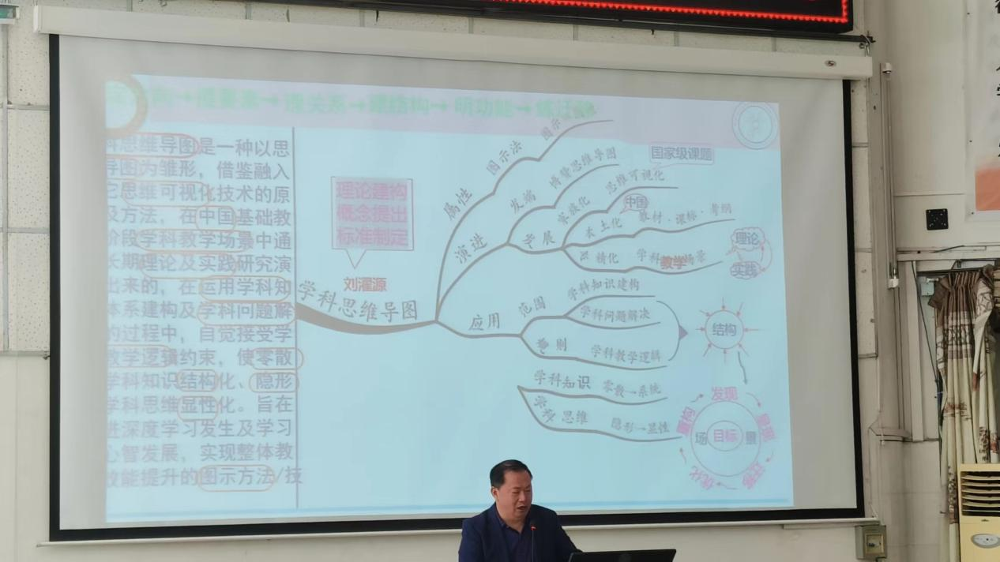 →提要素→理关系→建结构→明功能→练迁移
科思维导图是一种以思
导图为雏形，借鉴融入
它思维可视化技术的原
及方法，在中国基础教
阶段学科教学场景中通
长期理论及实践研究演
出来的，在运用学科知
体系建构及学科问题解
的过程中，自觉接受学
教学逻辑约束，使零散
学科知识结构化、隐形
学科思维显性化。旨在
进深度学习发生及学习
心智发展，实现整体教
效能提升的图示方法/技
理论建构
概念提出
标准制定
刘濯源
学科思维导图
属性
图示法
图示
演进
发端
博赞思维导图
发展
家族化
思维可视化
国家级课题
本土化
教材·课标·考纲
中国
深精化
学科教学场景
理论
实践
应用
范围
学科知识建构
学科问题解决
原则
学科教学逻辑
结构
学科知识
零散→系统
学科思维
隐形→显性
发现
呈现
迁移
优化
重构
场
目标
景